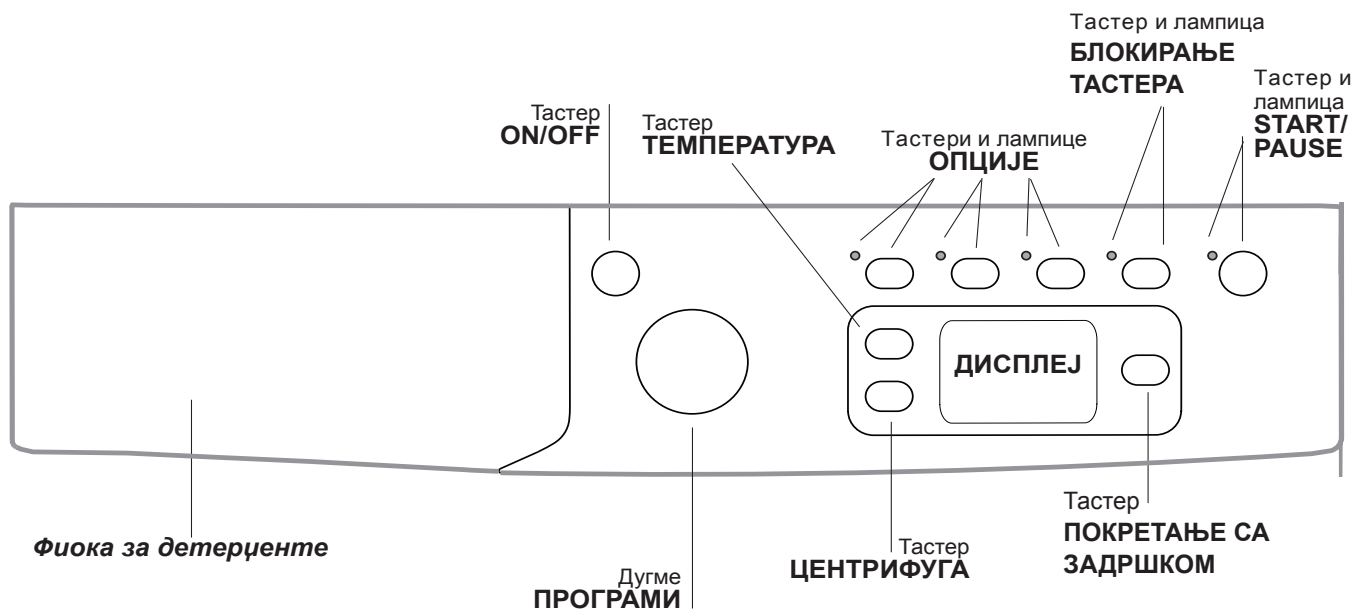 Тастер и лампица
БЛОКИРАЊЕ
ТАСТЕРА
Тастер и
лампица
START/
PAUSE
Тастер
ON/OFF
Тастер
ТЕМПЕРАТУРА
Тастери и лампице
ОПЦИЈЕ
ДИСПЛЕЈ
Фиока за детерџенте
Дугме
ПРОГРАМИ
Тастер
ЦЕНТРИФУГА
Тастер
ПОКРЕТАЊЕ СА
ЗАДРШКОМ